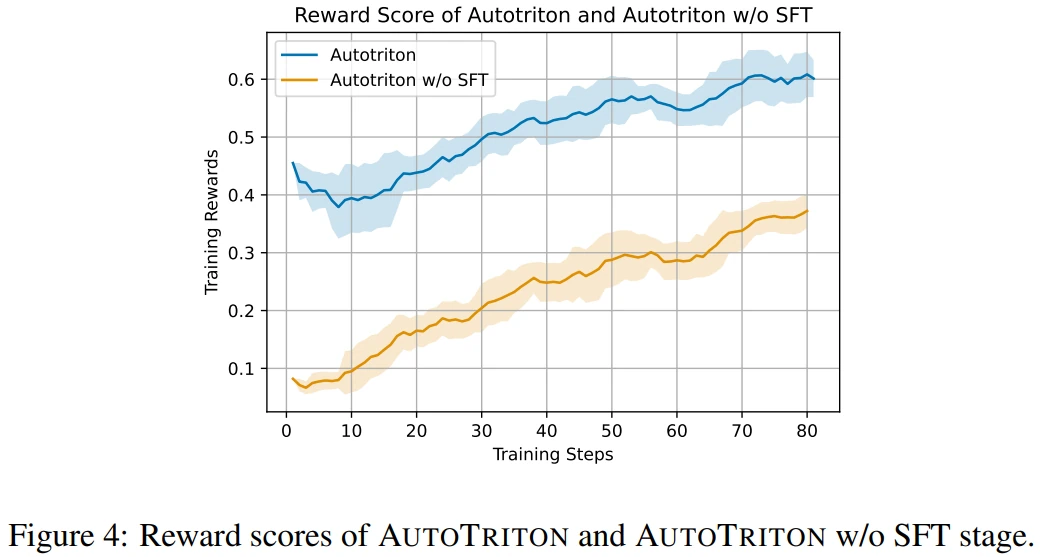 Reward Score of Autotriton and Autotriton w/o SFT
Autotriton
Autotriton w/o SFT
Training Rewards
0.6
0.5
0.4
0.3
0.2
0.1
0 10 20 30 40 50 60 70 80
Training Steps
Figure 4: Reward scores of AUTOTRITON and AUTOTRITON w/o SFT stage.